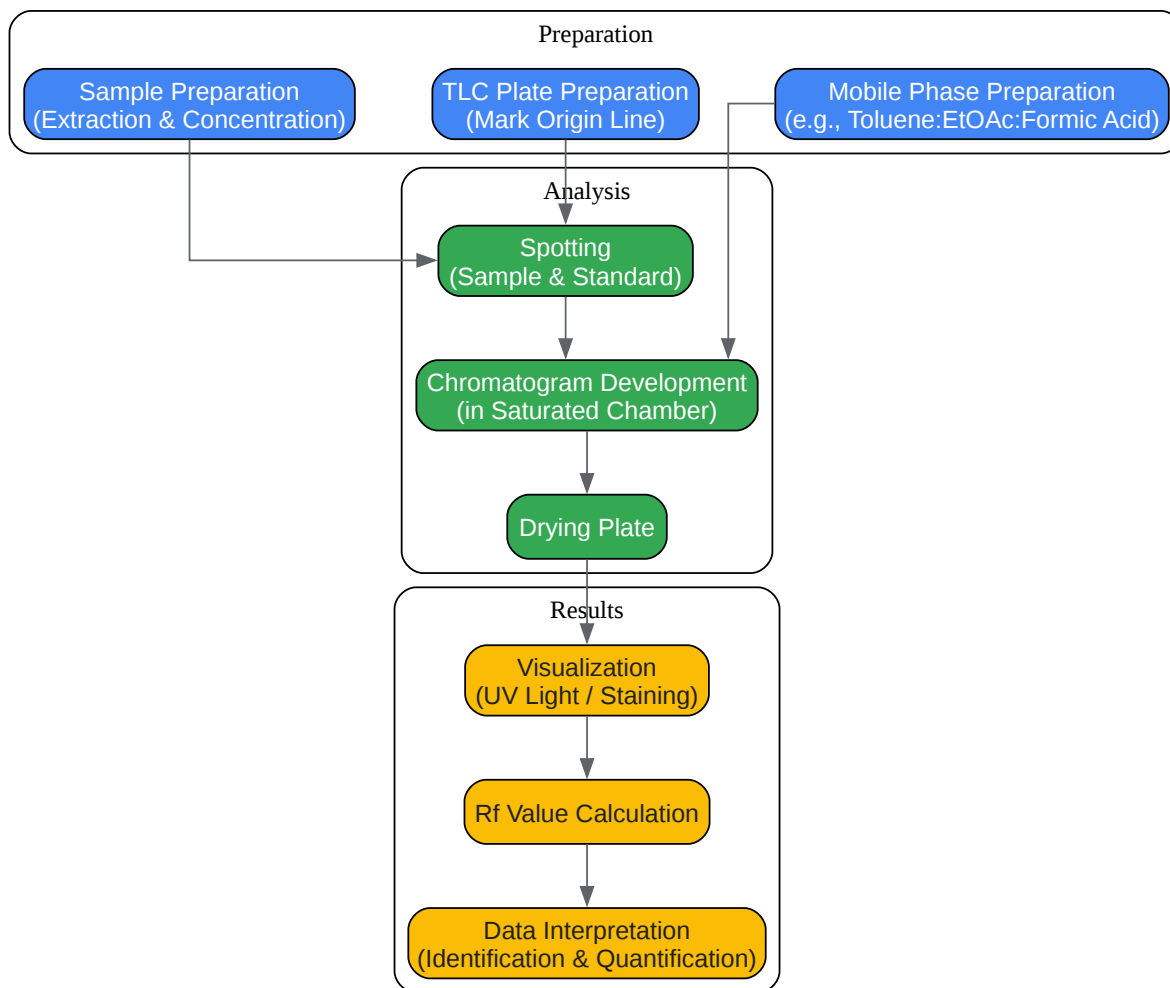 Preparation
Sample Preparation
(Extraction & Concentration)
TLC Plate Preparation
(Mark Origin Line)
Mobile Phase Preparation
(e.g., Toluene:EtOAc:Formic Acid)
Analysis
Spotting
(Sample & Standard)
Chromatogram Development
(in Saturated Chamber)
Drying Plate
Results
Visualization
(UV Light / Staining)
Rf Value Calculation
Data Interpretation
(Identification & Quantification)